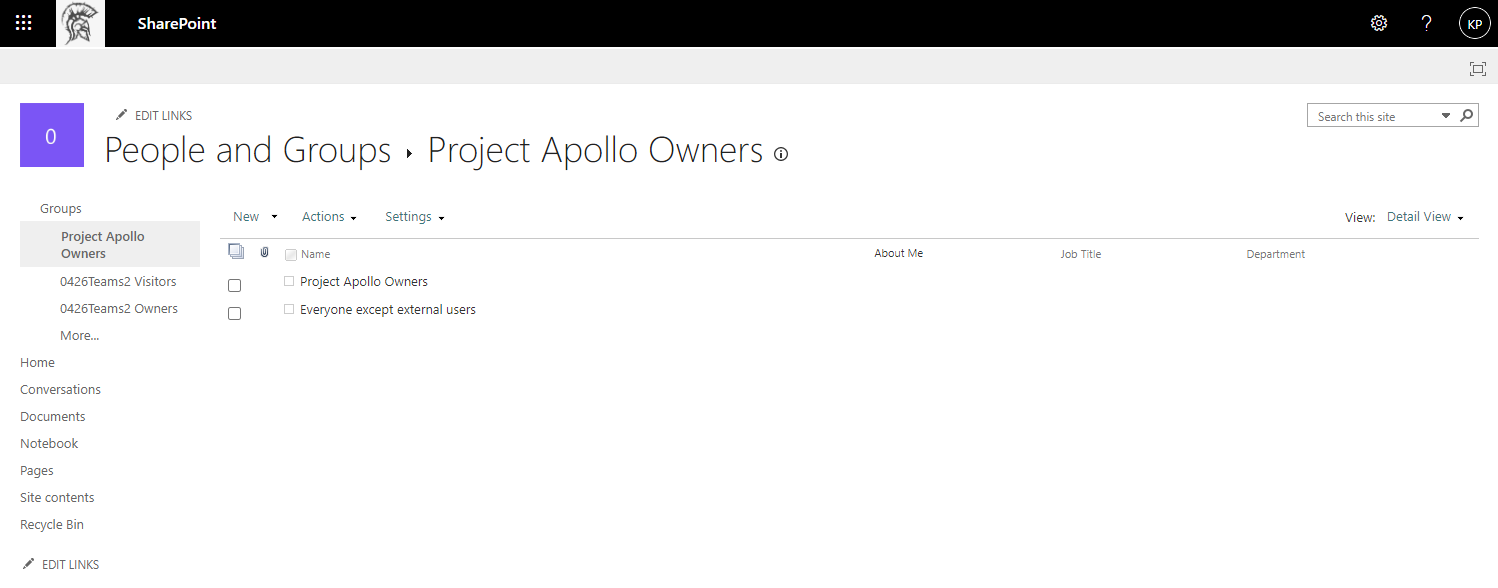 SharePoint
?
KP
0
EDIT LINKS
Search this site
People and Groups Project Apollo Owners
Groups
Project Apollo
Owners
0426Teams2 Visitors
0426Teams2 Owners
More...
Home
Conversations
Documents
Notebook
Pages
Site contents
Recycle Bin
EDIT LINKS
New Actions Settings
View: Detail View
Name About Me Job Title Department
Project Apollo Owners
Everyone except external users